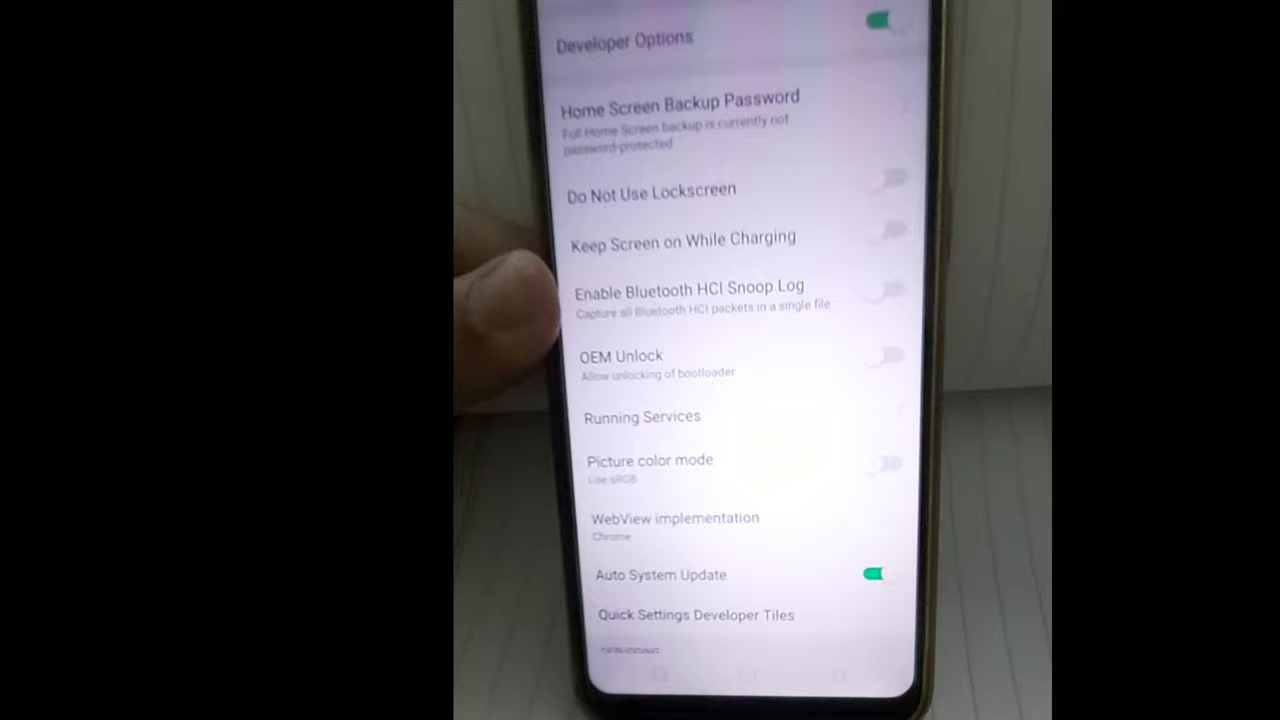 Developer Options
Home Screen Backup Password
Full Home Screen backup is currently not
password-protected
Do Not Use Lockscreen
Keep Screen on While Charging
Enable Bluetooth HCI Snoop Log
Capture all Bluetooth HCI packets in a single file
OEM Unlock
Allow unlocking of bootloader
Running Services
Picture color mode
Use sRGB
WebView implementation
Chrome
Auto System Update
Quick Settings Developer Tiles